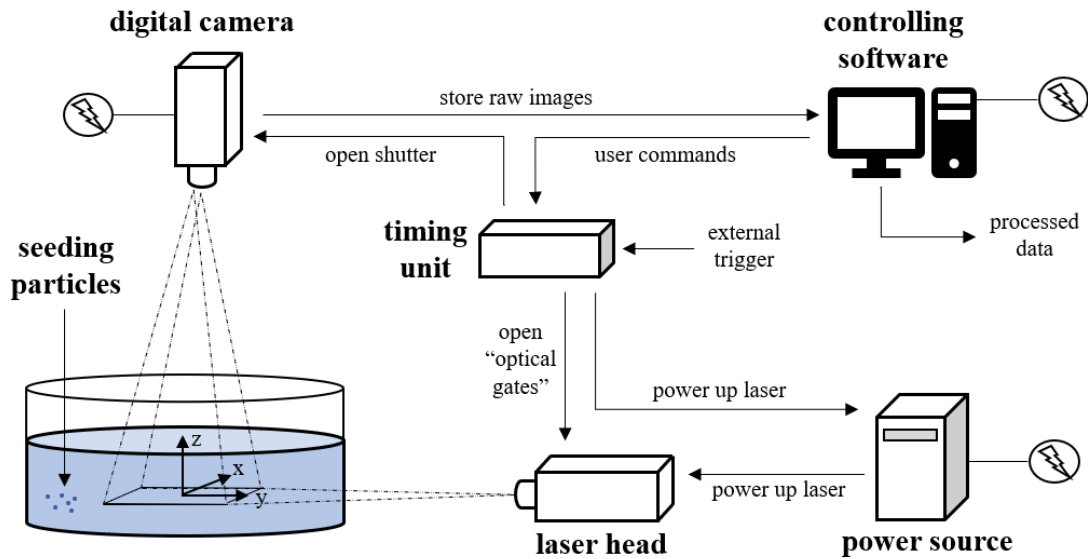 digital camera
controlling
software
store raw images
open shutter
user commands
timing
unit
external
trigger
processed
data
seeding
particles
open
“optical
gates”
power up laser
z
x
y
power up laser
laser head
power source